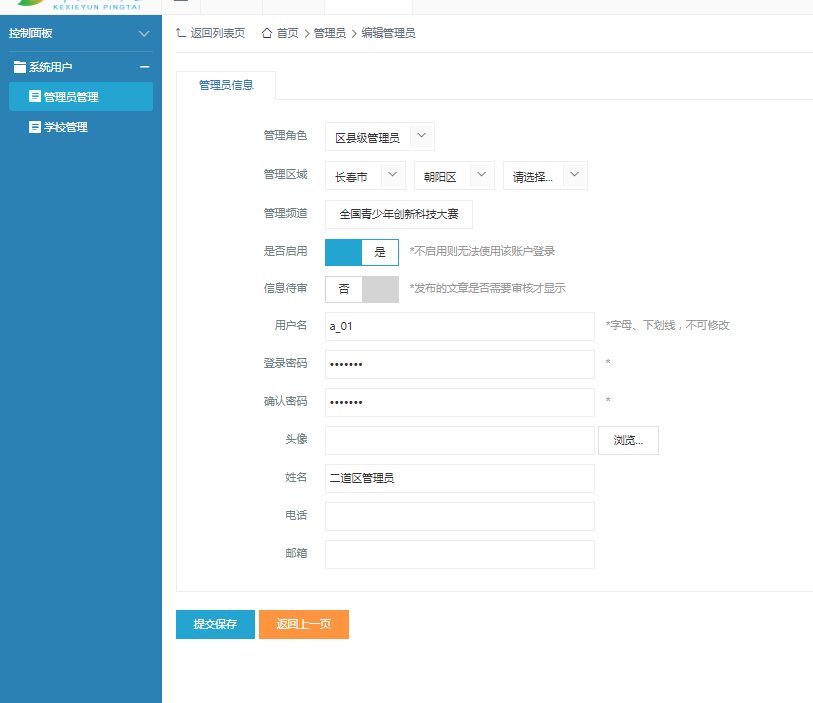 KEXIEYUN PINGTAI
控制面板
系统用户
管理员管理
学校管理
返回列表页 首页 管理员 编辑管理员
管理员信息
管理角色 区县级管理员
管理区域 长春市 朝阳区 请选择...
管理频道 全国青少年创新科技大赛
是否启用 是 *不启用则无法使用该账户登录
信息待审 否 *发布的文章是否需要审核才显示
用户名 a_01 *字母、下划线，不可修改
登录密码 ••••••• *
确认密码 ••••••• *
头像 浏览...
姓名 二道区管理员
电话
邮箱
提交保存 返回上一页